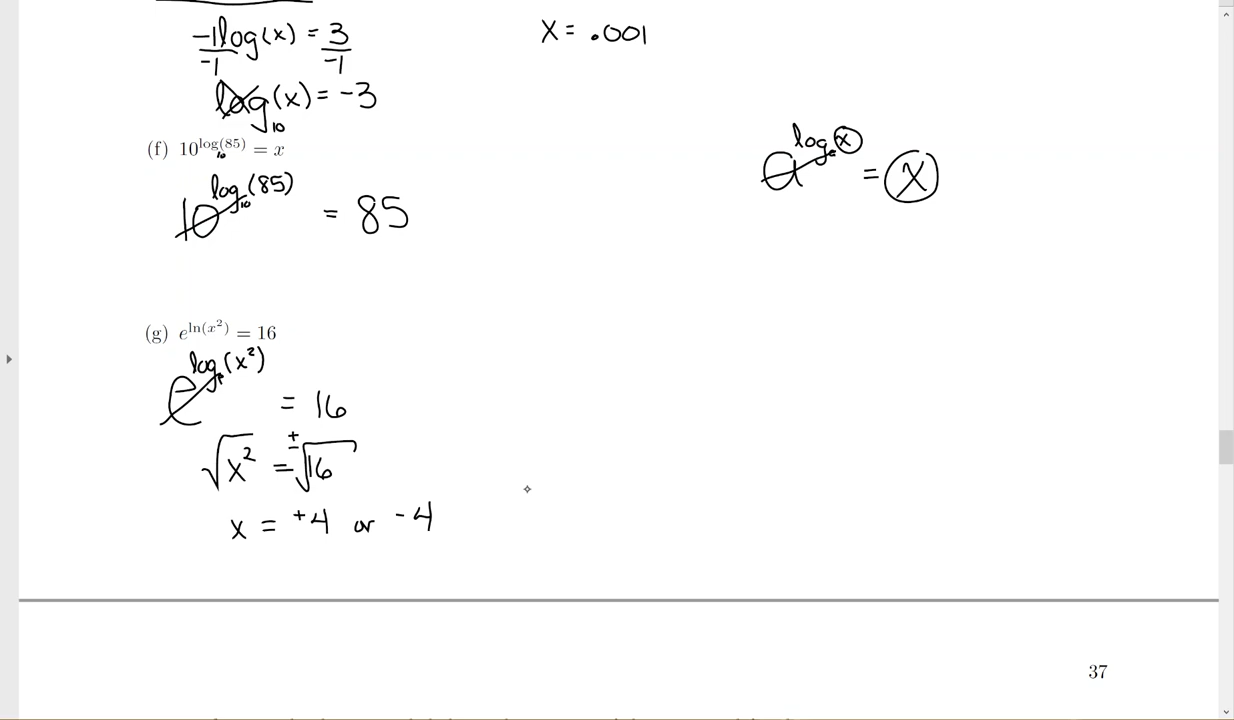 -1log(x) = 3
-1 -1
log₁₀(x) = -3
x = .001
(f) 10^log₁₀(85) = x
10^log₁₀(85) = 85
a^logₐx = x
(g) e^ln(x²) = 16
e^logₑ(x²) = 16
√x² = ±√16
x = +4 or -4
37